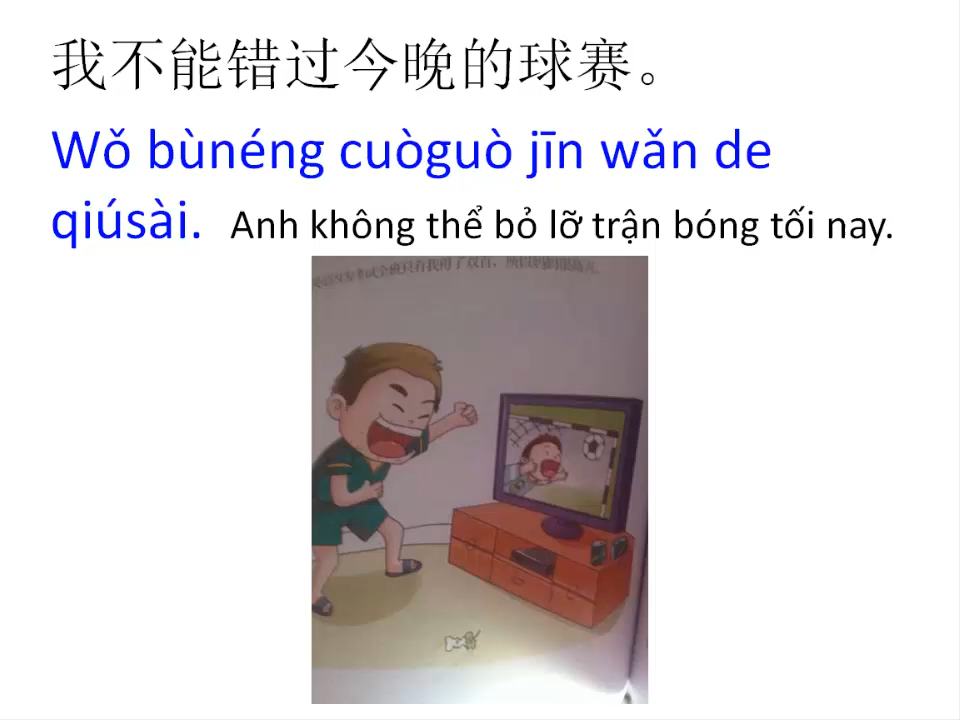 我不能错过今晚的球赛。
Wǒ bùnéng cuòguò jīn wǎn de
qiúsài. Anh không thể bỏ lỡ trận bóng tối nay.